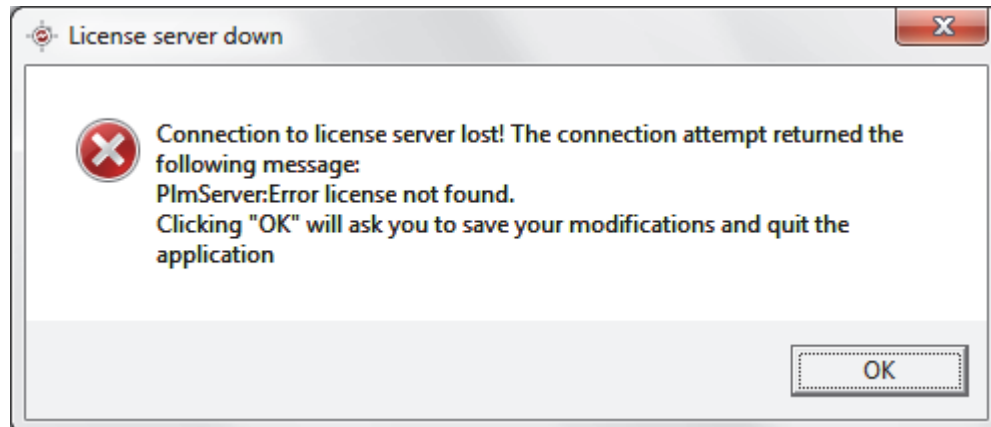 License server down
Connection to license server lost! The connection attempt returned the
following message:
PlmServer:Error license not found.
Clicking "OK" will ask you to save your modifications and quit the
application
OK